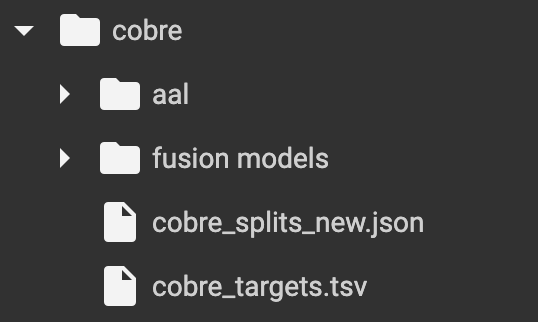 cobre
aal
fusion models
cobre_splits_new.json
cobre_targets.tsv